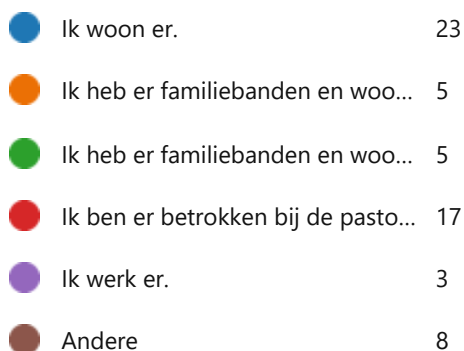 Ik woon er. 23
Ik heb er familiebanden en woo... 5
Ik heb er familiebanden en woo... 5
Ik ben er betrokken bij de pasto... 17
Ik werk er. 3
Andere 8